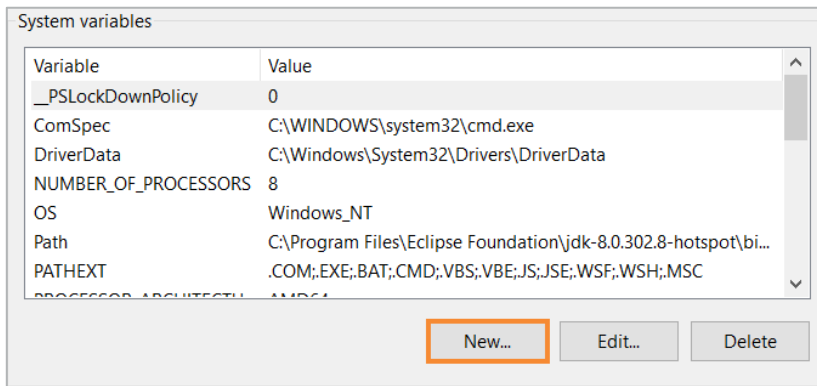 System variables
Variable Value
__PSLockDownPolicy 0
ComSpec C:\WINDOWS\system32\cmd.exe
DriverData C:\Windows\System32\Drivers\DriverData
NUMBER_OF_PROCESSORS 8
OS Windows_NT
Path C:\Program Files\Eclipse Foundation\jdk-8.0.302.8-hotspot\bi...
PATHEXT .COM;.EXE;.BAT;.CMD;.VBS;.VBE;.JS;.JSE;.WSF;.WSH;.MSC
New... Edit... Delete